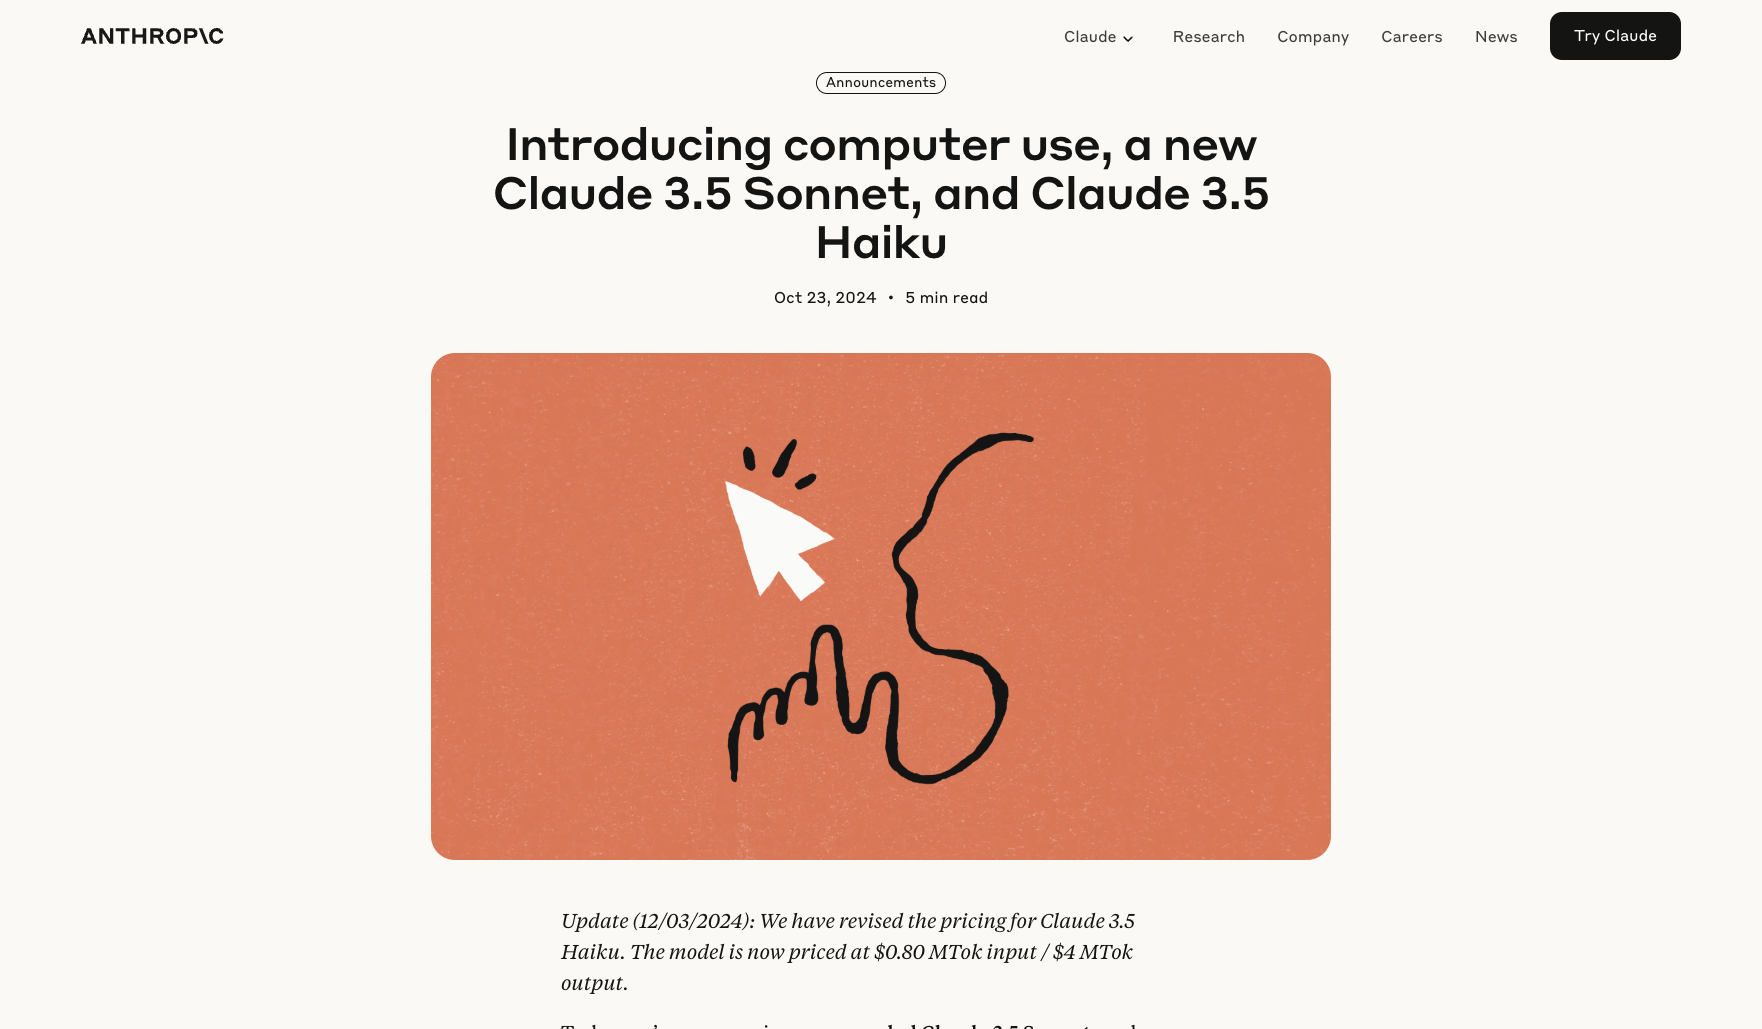 ANTHROP\C
Claude Research Company Careers News Try Claude
Announcements
Introducing computer use, a new
Claude 3.5 Sonnet, and Claude 3.5
Haiku
Oct 23, 2024 • 5 min read
Update (12/03/2024): We have revised the pricing for Claude 3.5
Haiku. The model is now priced at $0.80 MTok input / $4 MTok
output.